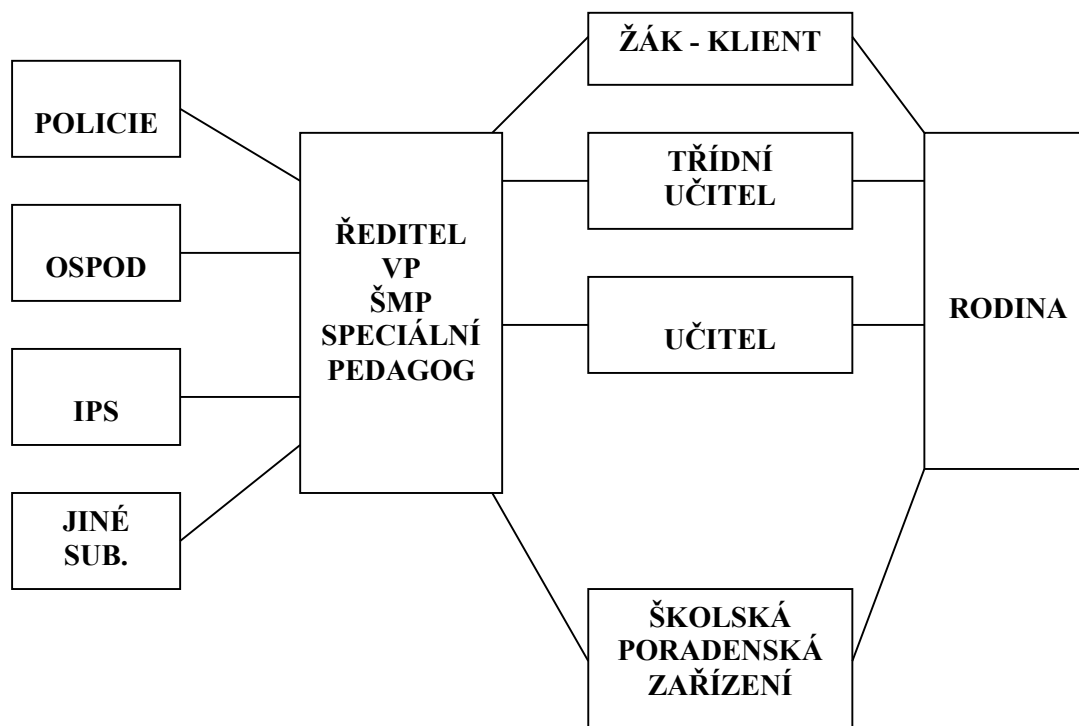 POLICIE
OSPOD
IPS
JINÉ
SUB.
ŘEDITEL
VP
ŠMP
SPECIÁLNÍ
PEDAGOG
ŽÁK - KLIENT
TŘÍDNÍ
UČITEL
UČITEL
ŠKOLSKÁ
PORADENSKÁ
ZAŘÍZENÍ
RODINA